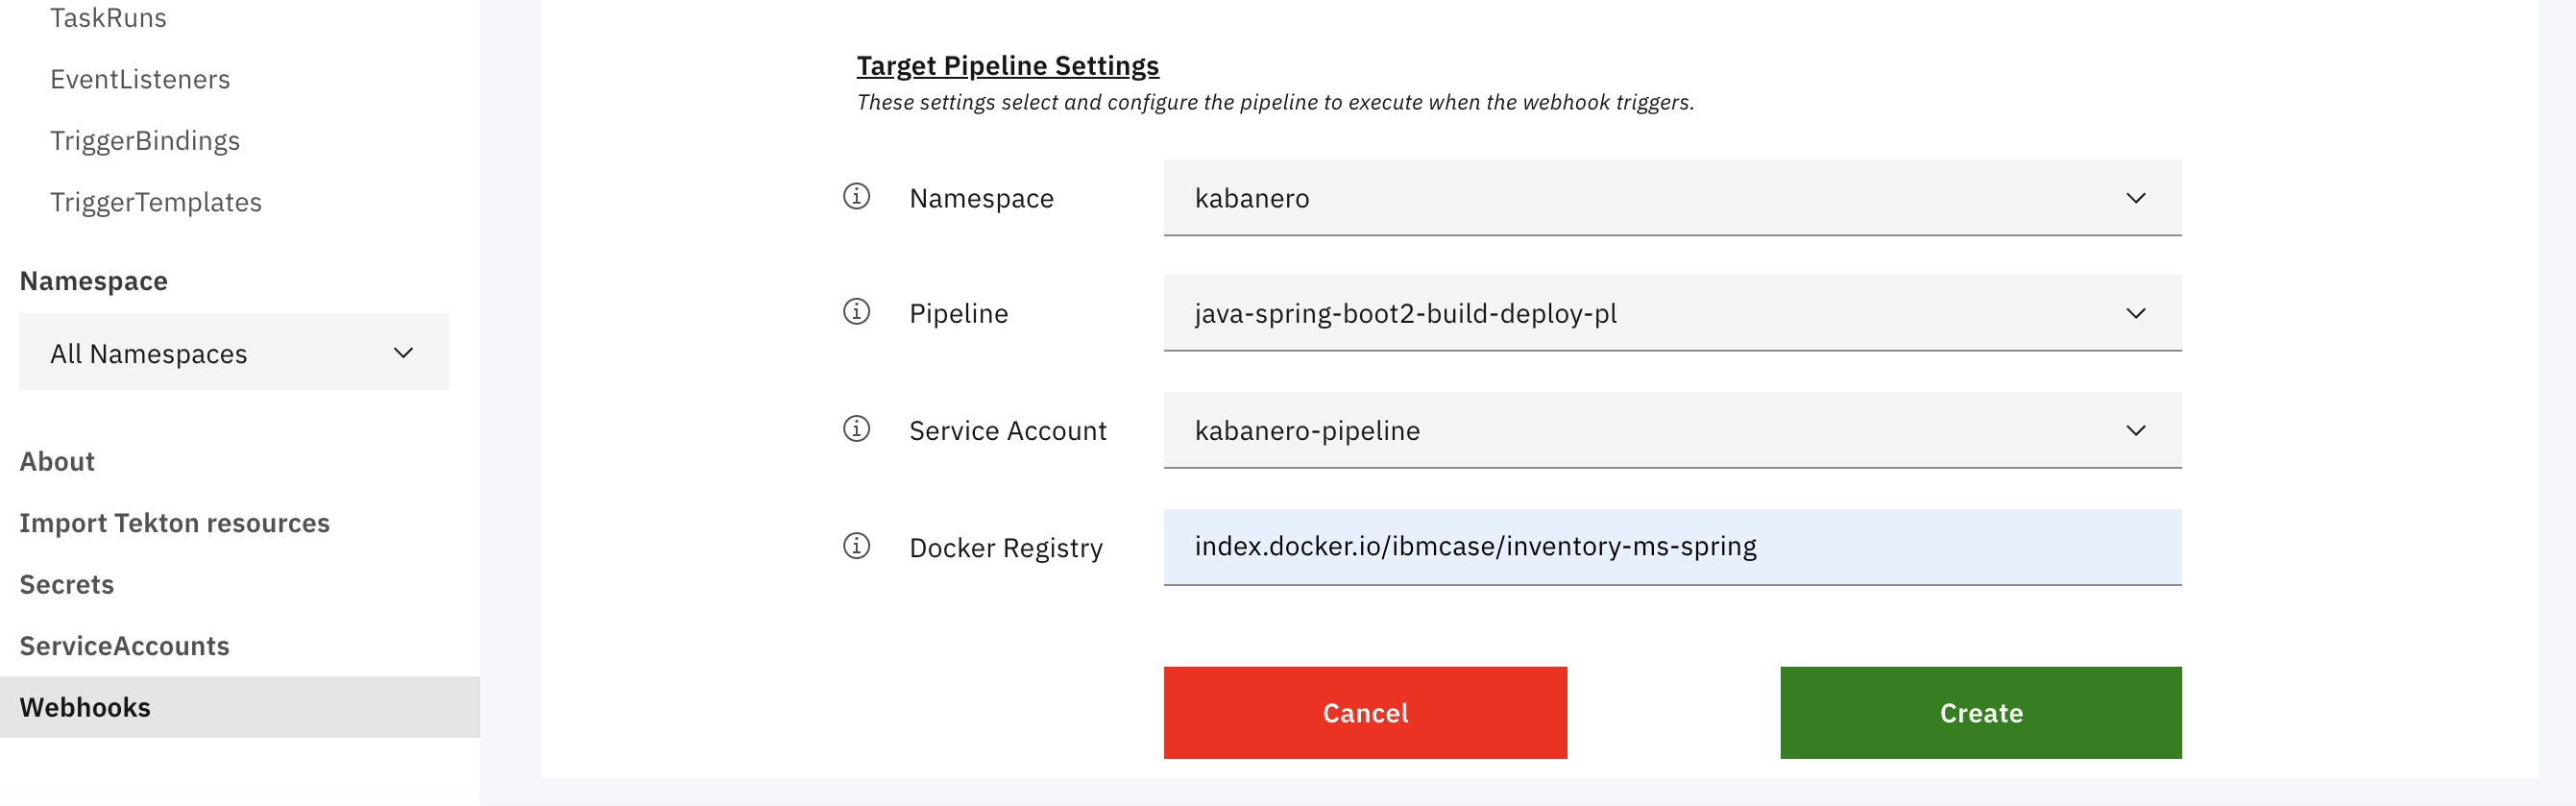 TaskRuns
EventListeners
TriggerBindings
TriggerTemplates
Namespace
All Namespaces
About
Import Tekton resources
Secrets
ServiceAccounts
Webhooks
Target Pipeline Settings
These settings select and configure the pipeline to execute when the webhook triggers.
Namespace kabanero
Pipeline java-spring-boot2-build-deploy-pl
Service Account kabanero-pipeline
Docker Registry index.docker.io/ibmcase/inventory-ms-spring
Cancel Create